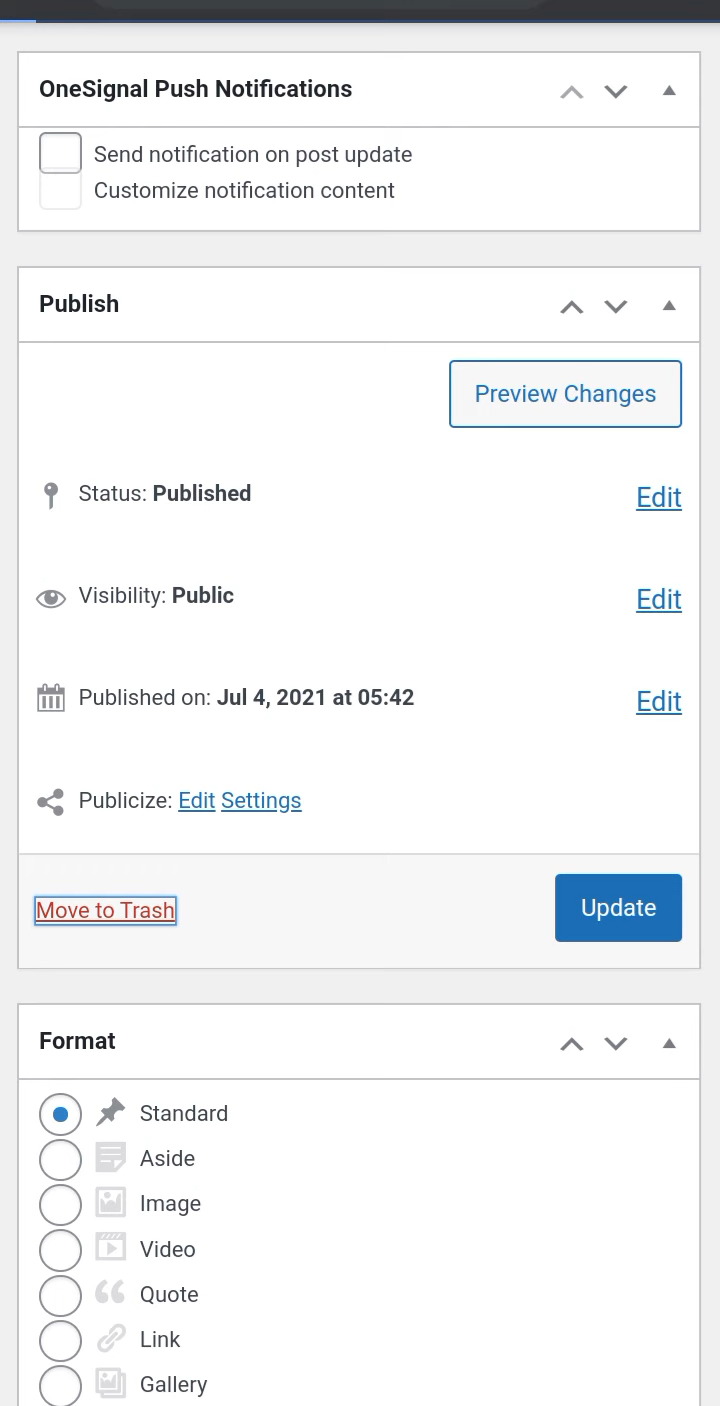 OneSignal Push Notifications
Send notification on post update
Customize notification content
Publish
Preview Changes
Status: Published Edit
Visibility: Public Edit
Published on: Jul 4, 2021 at 05:42 Edit
Publicize: Edit Settings
Move to Trash Update
Format
Standard
Aside
Image
Video
Quote
Link
Gallery